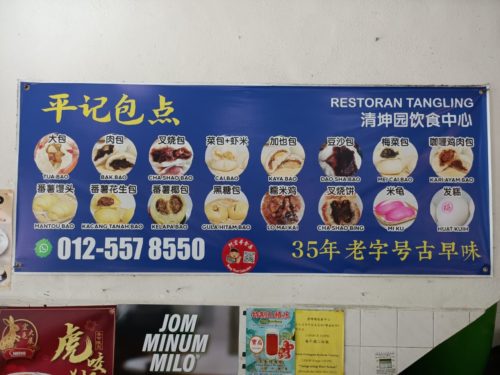 平记包点
RESTORAN TANGLING
清坤园饮食中心
大包 肉包 叉烧包 菜包+虾米 加也包 豆沙包 梅菜包 咖喱鸡肉包
TUA BAO BAK BAO CHA SHAO BAO CAI BAO KAYA BAO DAO SHA BAO MEI CAI BAO KARI AYAM BAO
番薯馒头 番薯花生包 番薯椰包 黑糖包 糯米鸡 叉烧饼 米龟 发糕
MANTOU BAO KACANG TANAH BAO KELAPA BAO GULA HITAM BAO LO MAI KAI CHA SHAO BING MI KU HUAT KUIH
012-557 8550
35年老字号古早味
虎
咬
JOM
MINUM
MILO